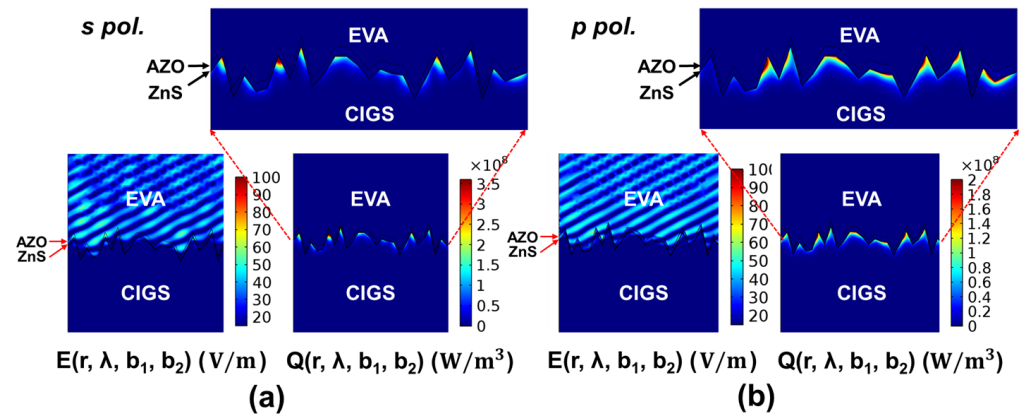 s pol.
EVA
AZO
ZnS
CIGS
p pol.
EVA
AZO
ZnS
CIGS
EVA
AZO
ZnS
CIGS
100
90
80
70
60
50
40
30
20
EVA
CIGS
×10⁸
3.5
3
2.5
2
1.5
1
0.5
0
EVA
AZO
ZnS
CIGS
100
90
80
70
60
50
40
30
20
EVA
CIGS
×10⁸
2
1.8
1.6
1.4
1.2
1
0.8
0.6
0.4
0.2
0
E(r, λ, b₁, b₂) (V/m)
Q(r, λ, b₁, b₂) (W/m³)
E(r, λ, b₁, b₂) (V/m)
Q(r, λ, b₁, b₂) (W/m³)
(a)
(b)